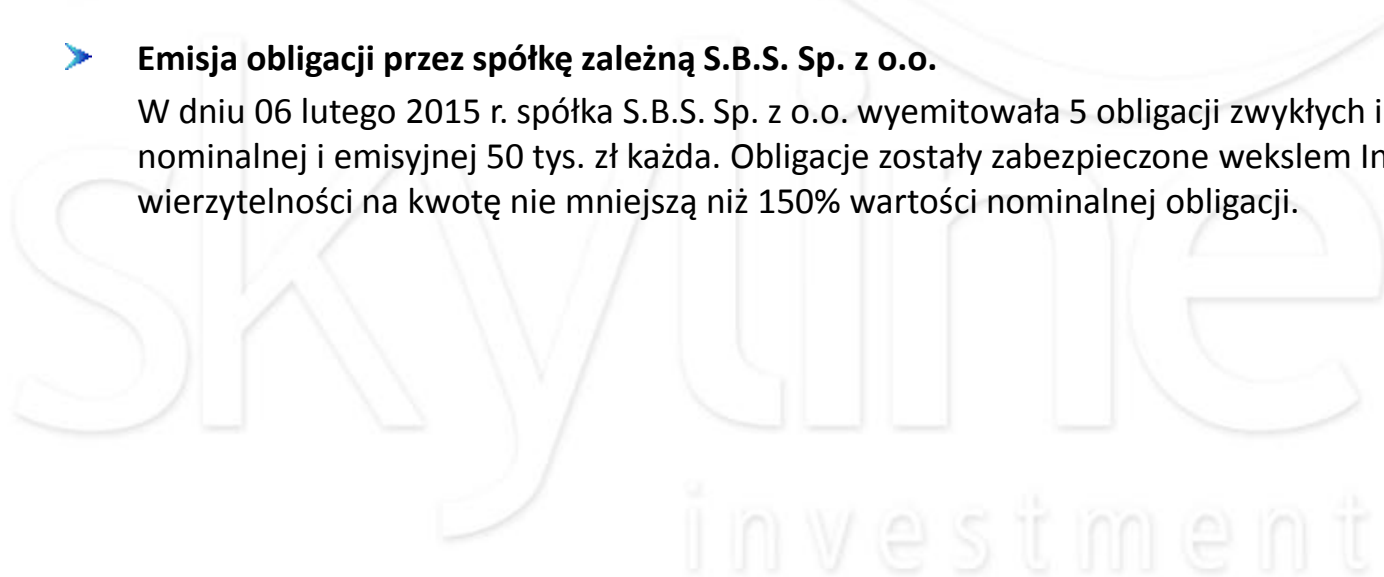 Emisja obligacji przez spółkę zależną S.B.S. Sp. z o.o.
W dniu 06 lutego 2015 r. spółka S.B.S. Sp. z o.o. wyemitowała 5 obligacji zwykłych i
nominalnej i emisyjnej 50 tys. zł każda. Obligacje zostały zabezpieczone wekslem In
wierzytelności na kwotę nie mniejszą niż 150% wartości nominalnej obligacji.
skyline
investment